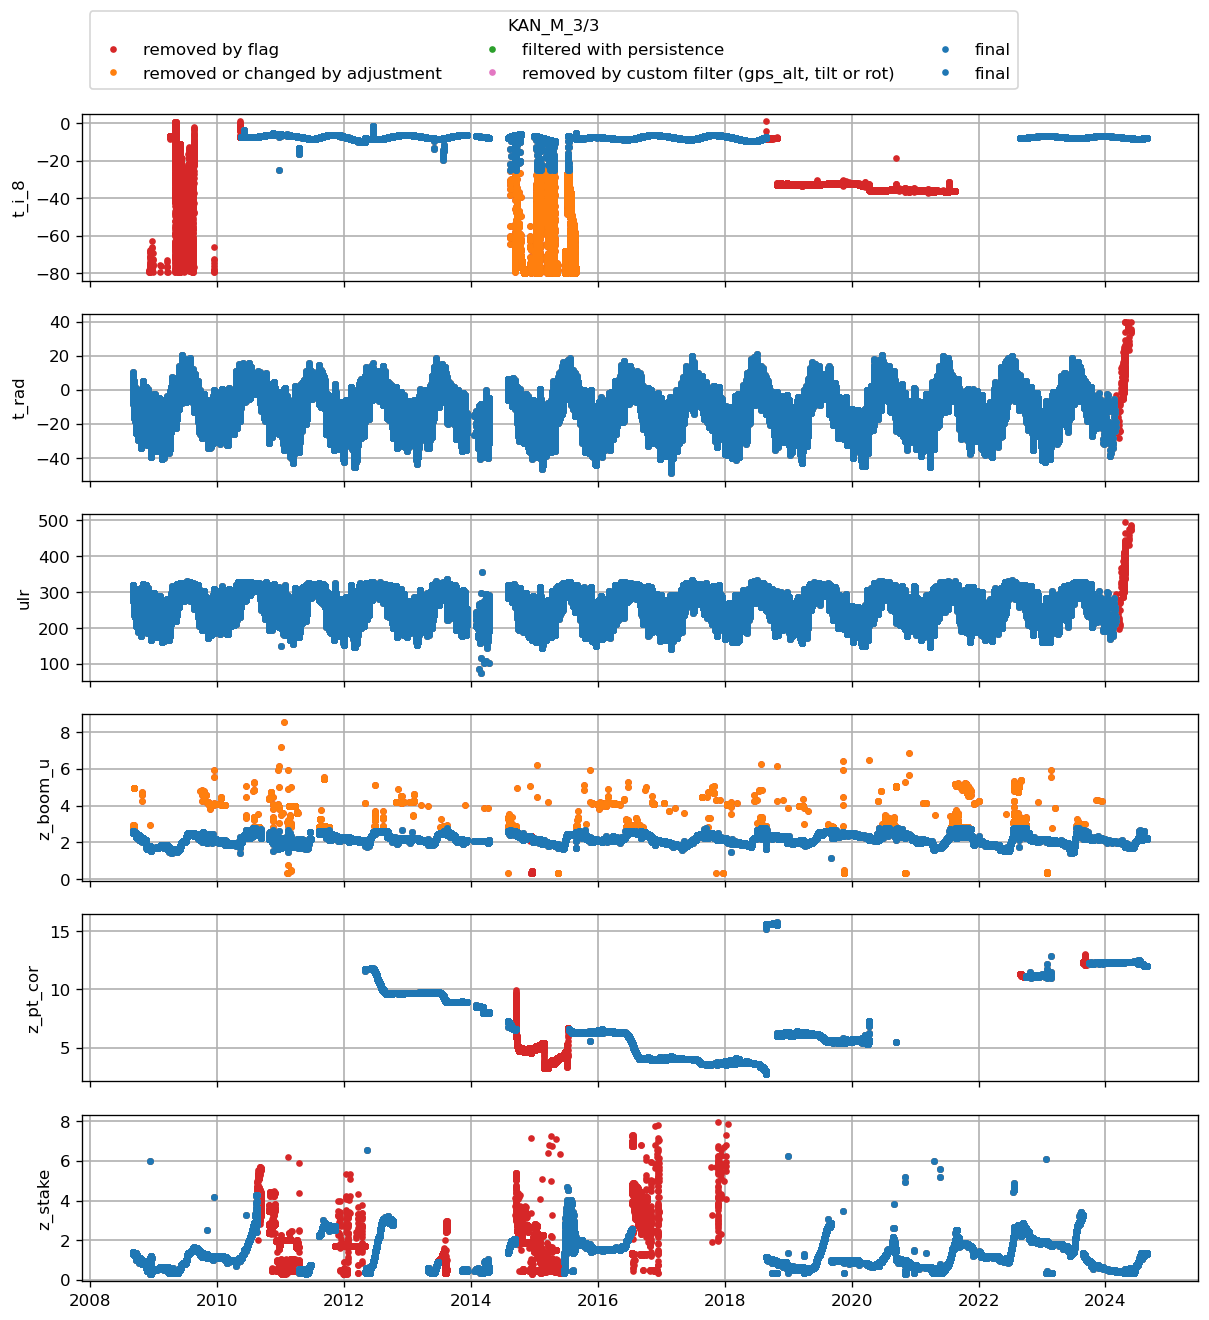 KAN_M_3/3
removed by flag
filtered with persistence
final
removed or changed by adjustment
removed by custom filter (gps_alt, tilt or rot)
final
0
−20
−40
−60
−80
t_i_8
40
20
0
−20
−40
t_rad
500
400
300
200
100
ulr
8
6
4
2
0
z_boom_u
15
10
5
z_pt_cor
8
6
4
2
0
z_stake
2008 2010 2012 2014 2016 2018 2020 2022 2024